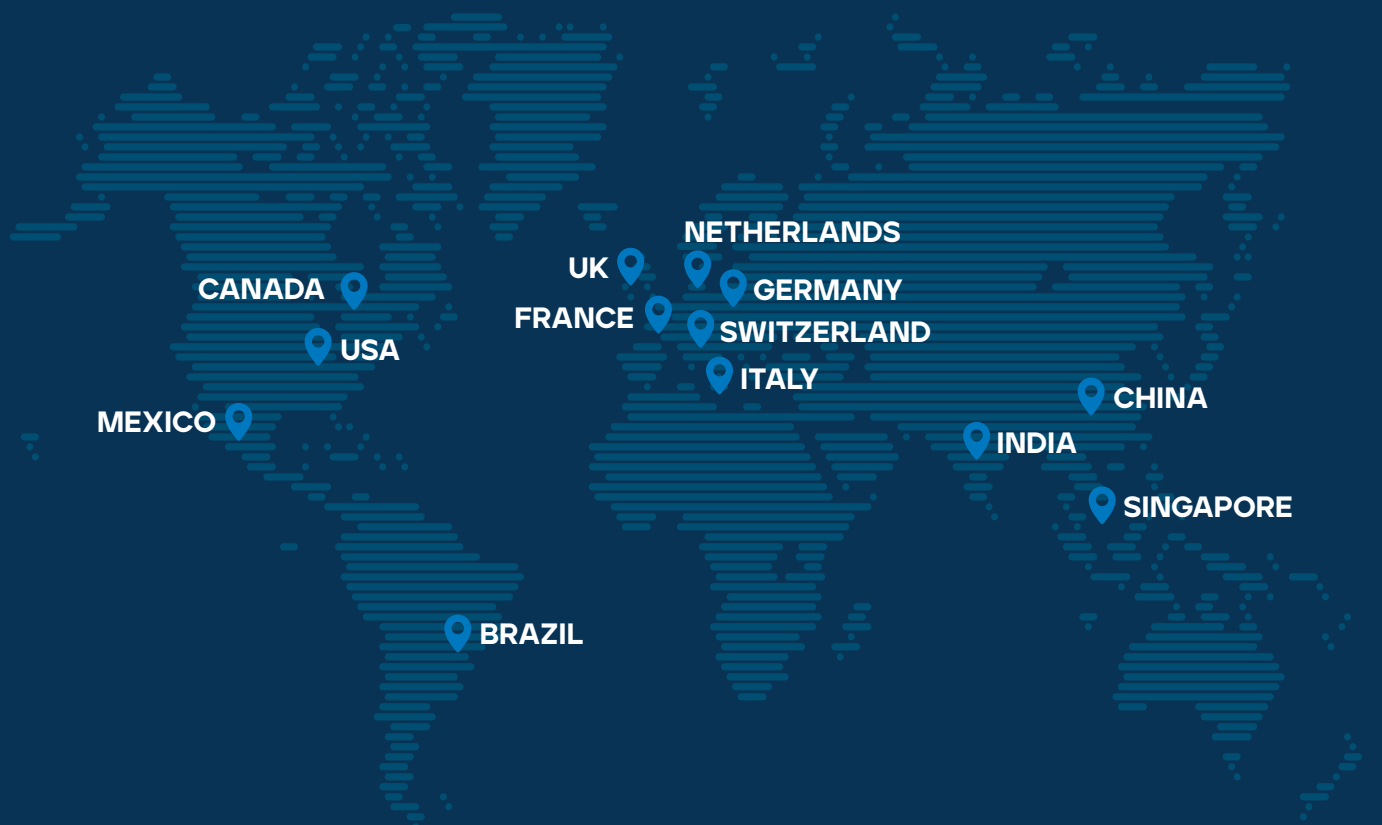 NETHERLANDS
UK
GERMANY
CANADA
FRANCE
SWITZERLAND
USA
ITALY
CHINA
MEXICO
INDIA
SINGAPORE
BRAZIL